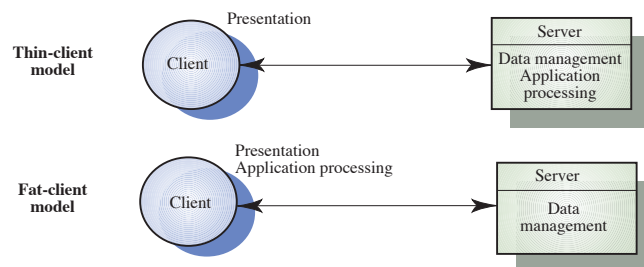 Thin-client
model
Presentation
Client
Server
Data management
Application
processing
Fat-client
model
Presentation
Application processing
Client
Server
Data
management